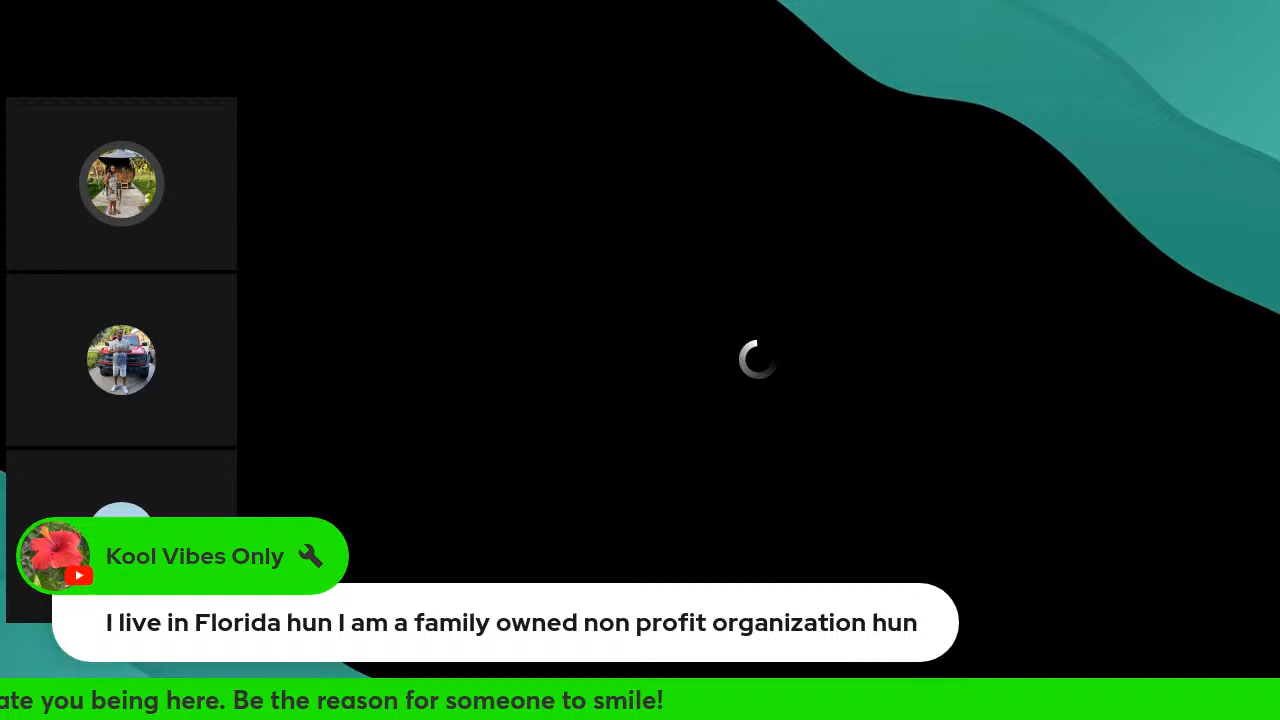 Kool Vibes Only
I live in Florida hun I am a family owned non profit organization hun
ate you being here. Be the reason for someone to smile!